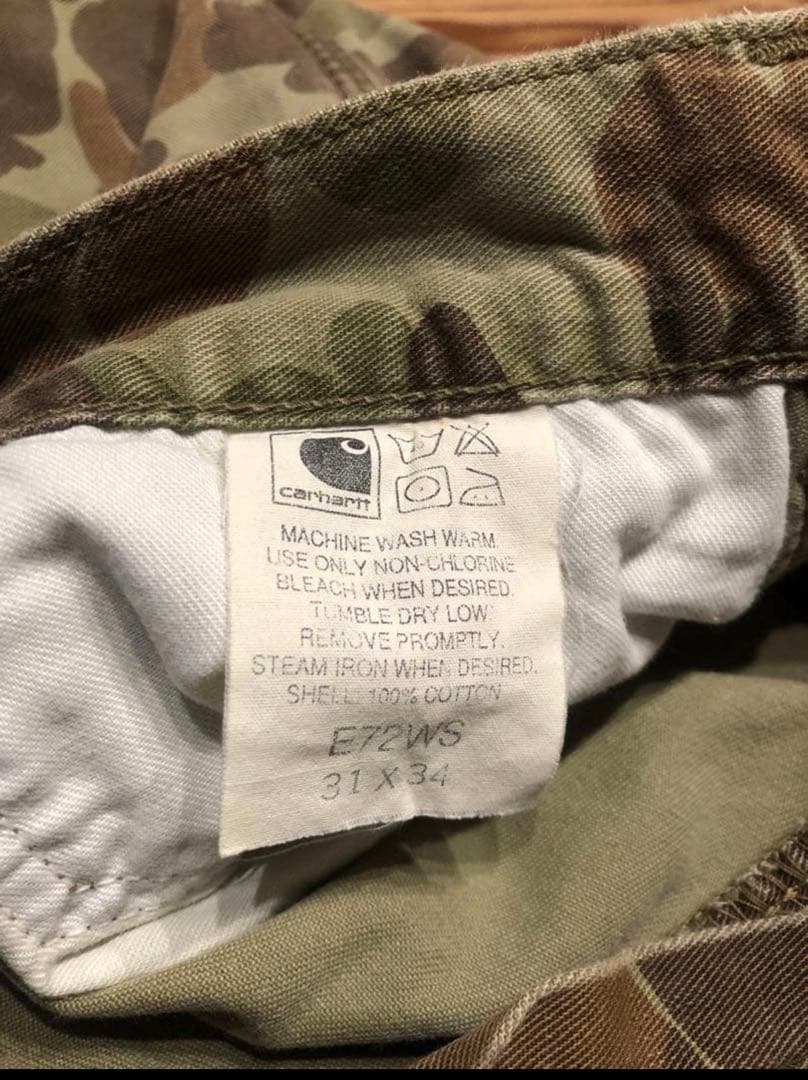 carhartt
MACHINE WASH WARM.
USE ONLY NON-CHLORINE
BLEACH WHEN DESIRED.
TUMBLE DRY LOW.
REMOVE PROMPTLY.
STEAM IRON WHEN DESIRED.
SHELL: 100% COTTON
E72WS
31 X 34